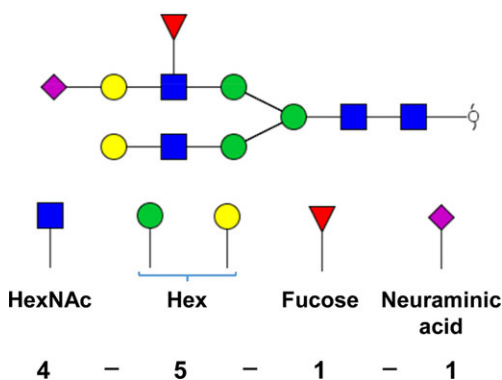 HexNAc Hex Fucose Neuraminic
acid
4 – 5 – 1 – 1